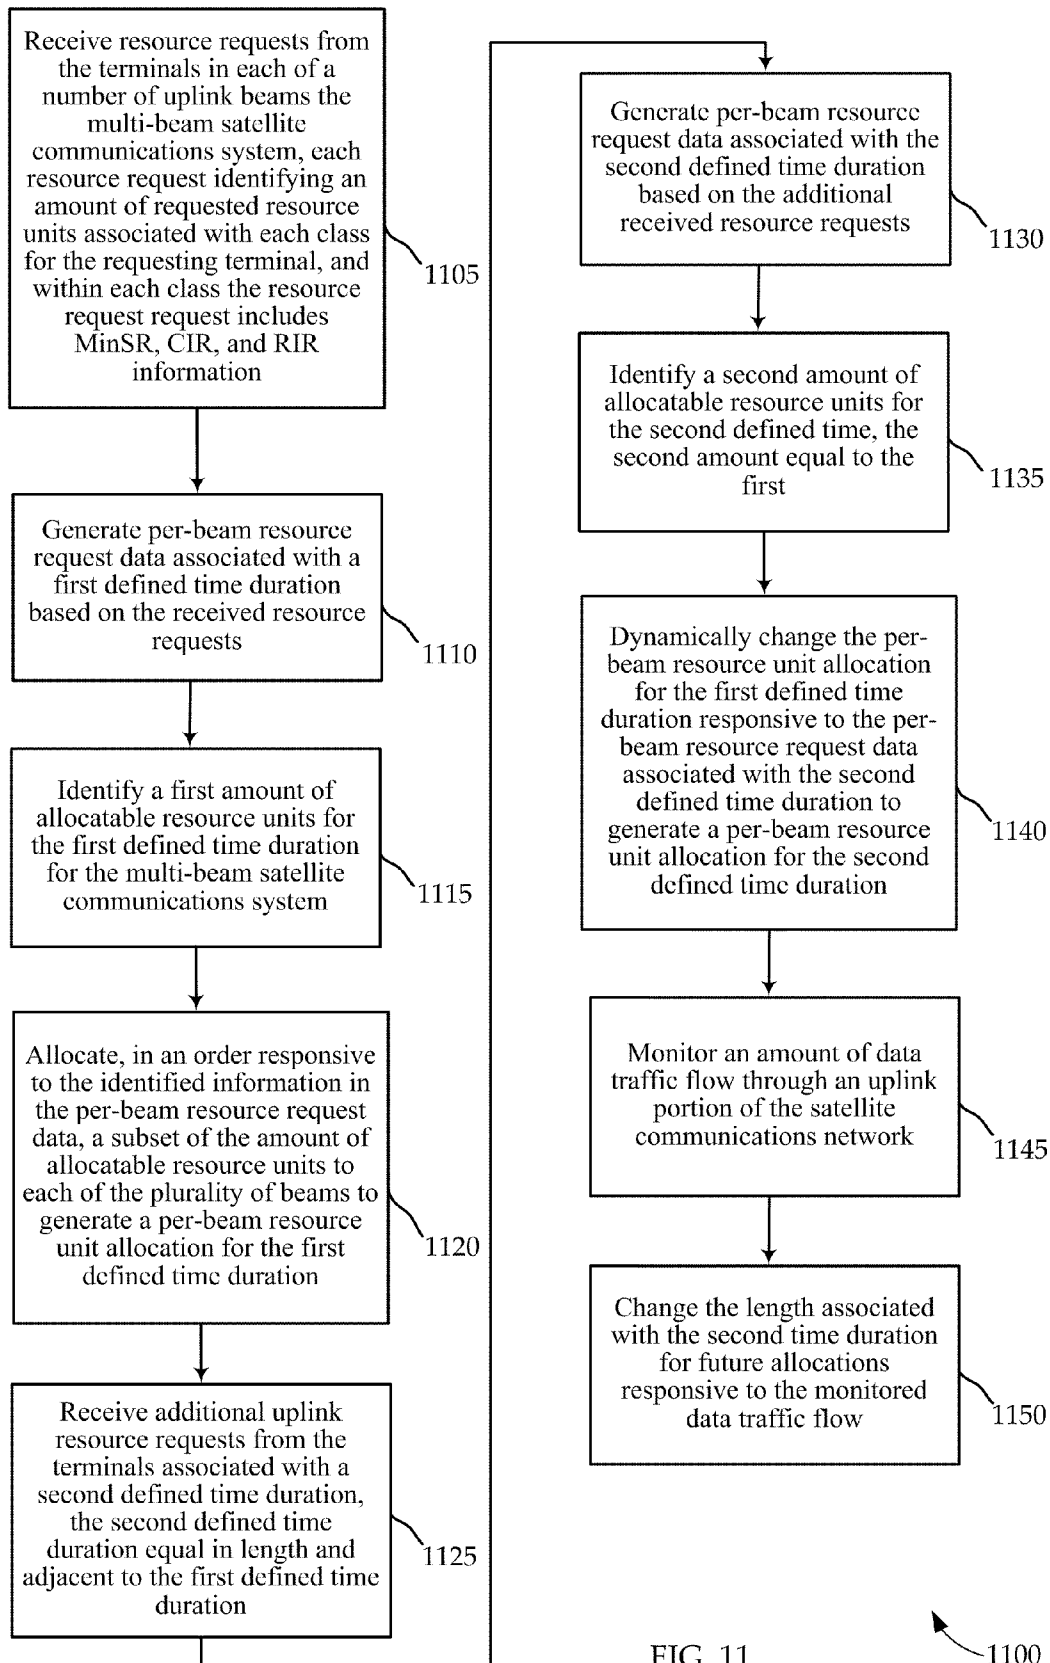 Receive resource requests from
the terminals in each of a
number of uplink beams the
multi-beam satellite
communications system, each
resource request identifying an
amount of requested resource
units associated with each class
for the requesting terminal, and
within each class the resource
request request includes
MinSR, CIR, and RIR
information
1105
Generate per-beam resource
request data associated with a
first defined time duration
based on the received resource
requests
1110
Identify a first amount of
allocatable resource units for
the first defined time duration
for the multi-beam satellite
communications system
1115
Allocate, in an order responsive
to the identified information in
the per-beam resource request
data, a subset of the amount of
allocatable resource units to
each of the plurality of beams to
generate a per-beam resource
unit allocation for the first
defined time duration
1120
Receive additional uplink
resource requests from the
terminals associated with a
second defined time duration,
the second defined time
duration equal in length and
adjacent to the first defined time
duration
1125
Generate per-beam resource
request data associated with the
second defined time duration
based on the additional
received resource requests
1130
Identify a second amount of
allocatable resource units for
the second defined time, the
second amount equal to the
first
1135
Dynamically change the per-
beam resource unit allocation
for the first defined time
duration responsive to the per-
beam resource request data
associated with the second
defined time duration to
generate a per-beam resource
unit allocation for the second
defined time duration
1140
Monitor an amount of data
traffic flow through an uplink
portion of the satellite
communications network
1145
Change the length associated
with the second time duration
for future allocations
responsive to the monitored
data traffic flow
1150
FIG. 11
1100